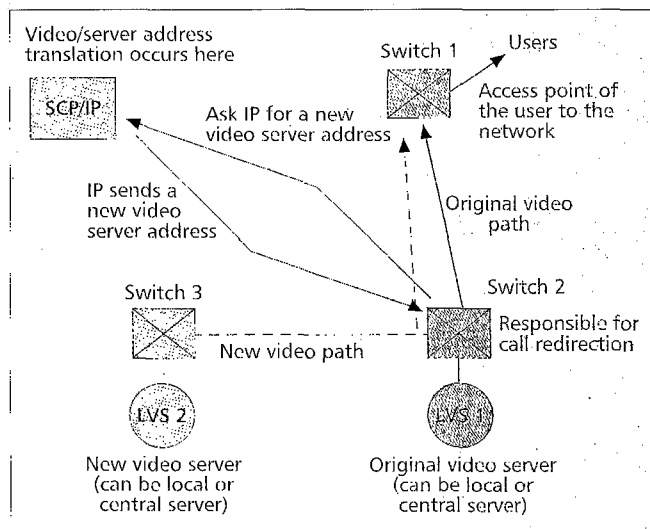 Video/server address
translation occurs here
SCP/IP
Switch 1
Users
Access point of
the user to the
network
Ask IP for a new
video server address
IP sends a
new video
server address
Original video
path
Switch 3
Switch 2
New video path
Responsible for
call redirection
LVS 2
LVS 1
New video server
(can be local or
central server)
Original video server
(can be local or
central server)